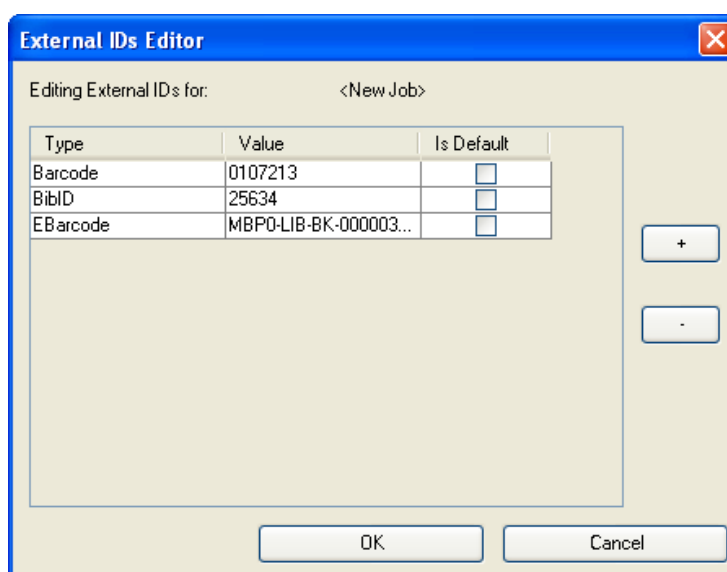 External IDs Editor
Editing External IDs for: <New Job>
Type Value Is Default
Barcode 0107213
BibID 25634
EBarcode MBP0-LIB-BK-000003...
+
-
OK Cancel